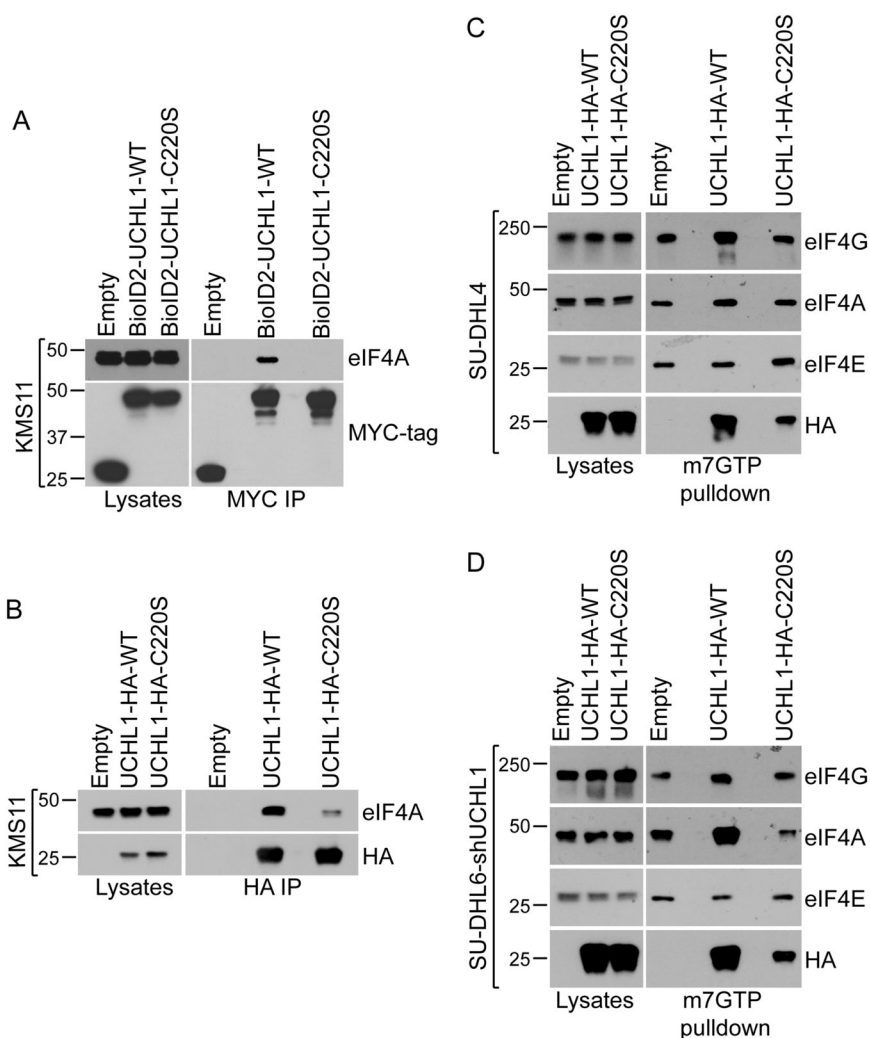 A
Empty
BioID2-UCHL1-WT
BioID2-UCHL1-C220S
Empty
BioID2-UCHL1-WT
BioID2-UCHL1-C220S
KMS11
50
eIF4A
50
37
25
MYC-tag
Lysates
MYC IP
B
Empty
UCHL1-HA-WT
UCHL1-HA-C220S
Empty
UCHL1-HA-WT
UCHL1-HA-C220S
KMS11
50
eIF4A
25
HA
Lysates
HA IP
C
Empty
UCHL1-HA-WT
UCHL1-HA-C220S
Empty
UCHL1-HA-WT
UCHL1-HA-C220S
SU-DHL4
250
eIF4G
50
eIF4A
25
eIF4E
25
HA
Lysates
m7GTP
pulldown
D
Empty
UCHL1-HA-WT
UCHL1-HA-C220S
Empty
UCHL1-HA-WT
UCHL1-HA-C220S
SU-DHL6-shUCHL1
250
eIF4G
50
eIF4A
25
eIF4E
25
HA
Lysates
m7GTP
pulldown